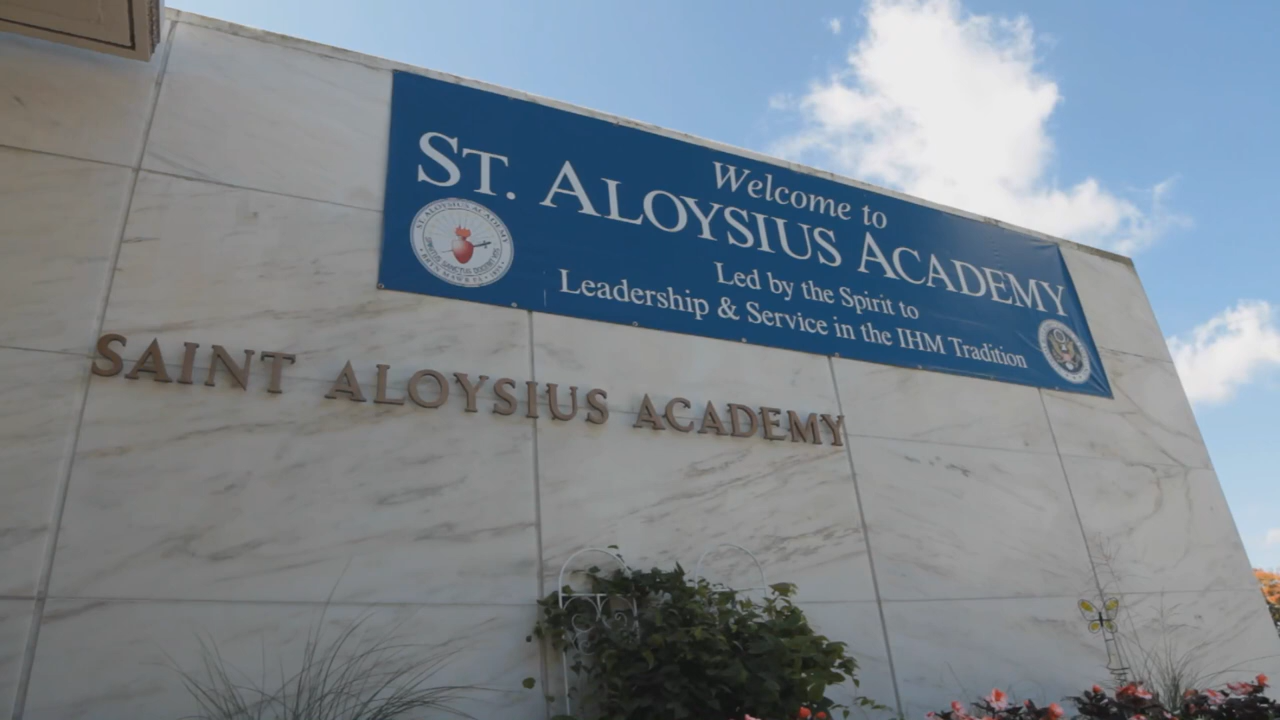 Welcome to
ST. ALOYSIUS ACADEMY
Led by the Spirit to
Leadership & Service in the IHM Tradition
SAINT ALOYSIUS ACADEMY